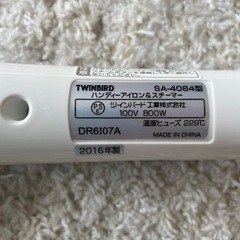 TWINBIRD SA-4084型
ハンディーアイロン&スチーマー
PS E ツインバード工業株式会社
100V 800W
温度ヒューズ 229℃
DR6I07A MADE IN CHINA
2016年製